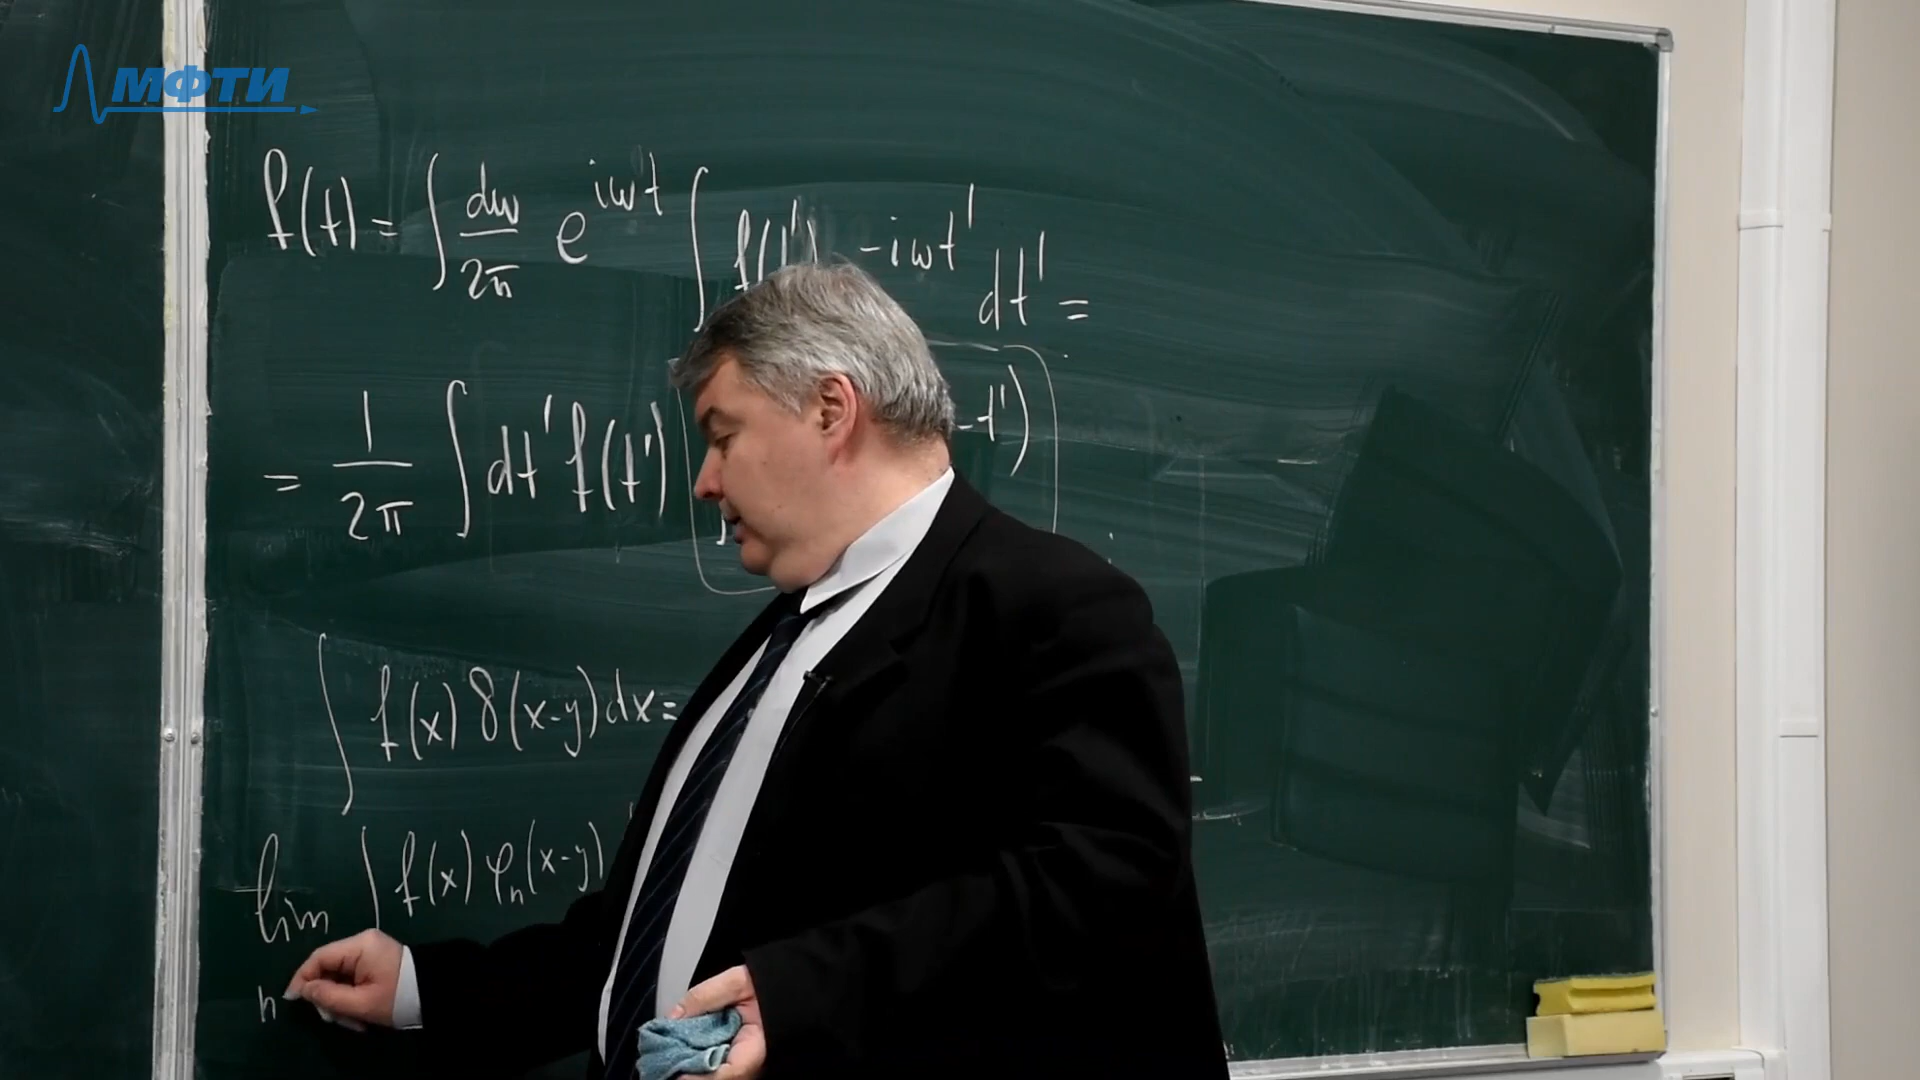 МФТИ
f(t) = ∫ dω/2π e^{iωt} ∫ f(t') ^{-iωt'} dt' =
= 1/2π ∫ dt' f(t') -t')
∫ f(x) δ(x-y) dx =
lim ∫ f(x) φ_n(x-y)
n